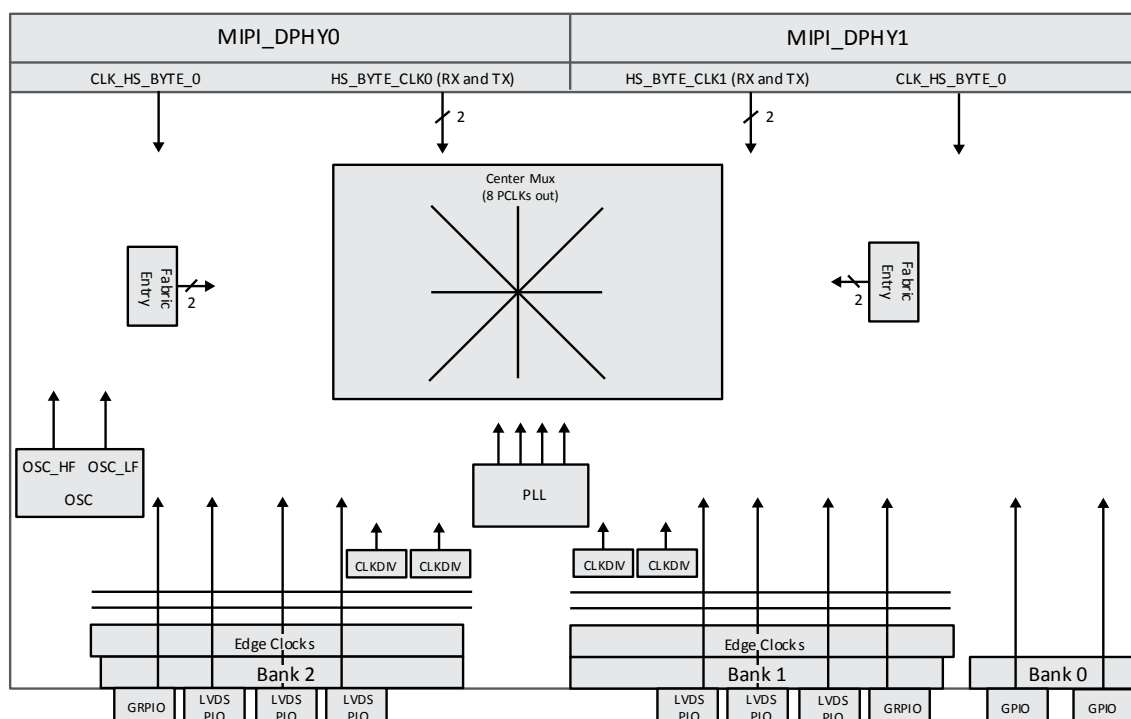 MIPI_DPHY0
MIPI_DPHY1
CLK_HS_BYTE_0
HS_BYTE_CLK0 (RX and TX)
HS_BYTE_CLK1 (RX and TX)
CLK_HS_BYTE_0
2
2
Center Mux
(8 PCLKs out)
Fabric
Entry
2
Fabric
Entry
2
OSC_HF
OSC_LF
OSC
PLL
CLKDIV
CLKDIV
CLKDIV
CLKDIV
Edge Clocks
Edge Clocks
Bank 2
Bank 1
Bank 0
GRPIO
LVDS
PIO
LVDS
PIO
LVDS
PIO
LVDS
PIO
LVDS
PIO
LVDS
PIO
GRPIO
GPIO
GPIO